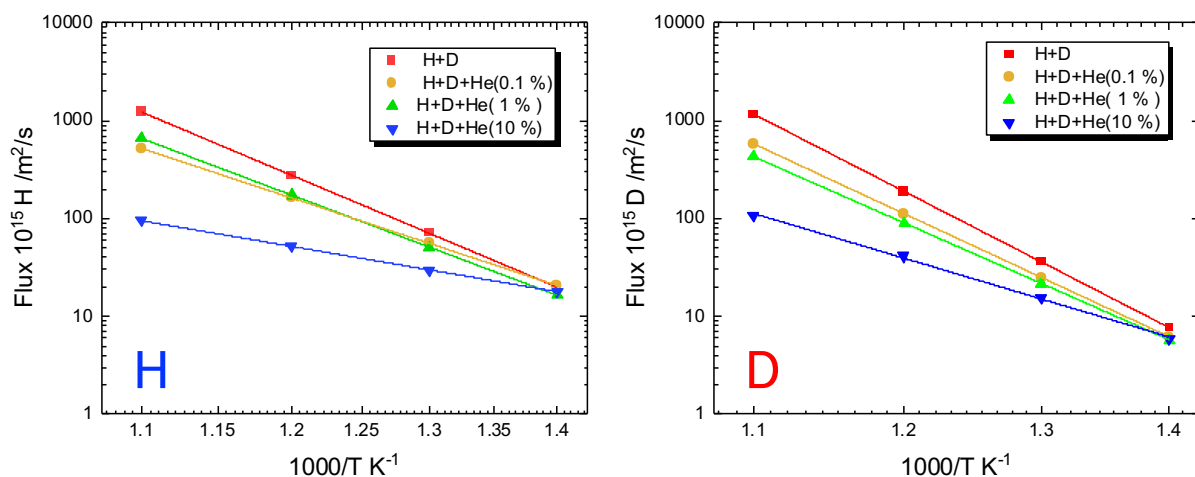 10000
1000
100
10
1
Flux 10¹⁵ H /m²/s
H+D
H+D+He(0.1 %)
H+D+He( 1 % )
H+D+He(10 %)
H
1.1
1.15
1.2
1.25
1.3
1.35
1.4
1000/T K⁻¹
10000
1000
100
10
1
Flux 10¹⁵ D /m²/s
H+D
H+D+He(0.1 %)
H+D+He( 1 % )
H+D+He(10 %)
D
1.1
1.2
1.3
1.4
1000/T K⁻¹